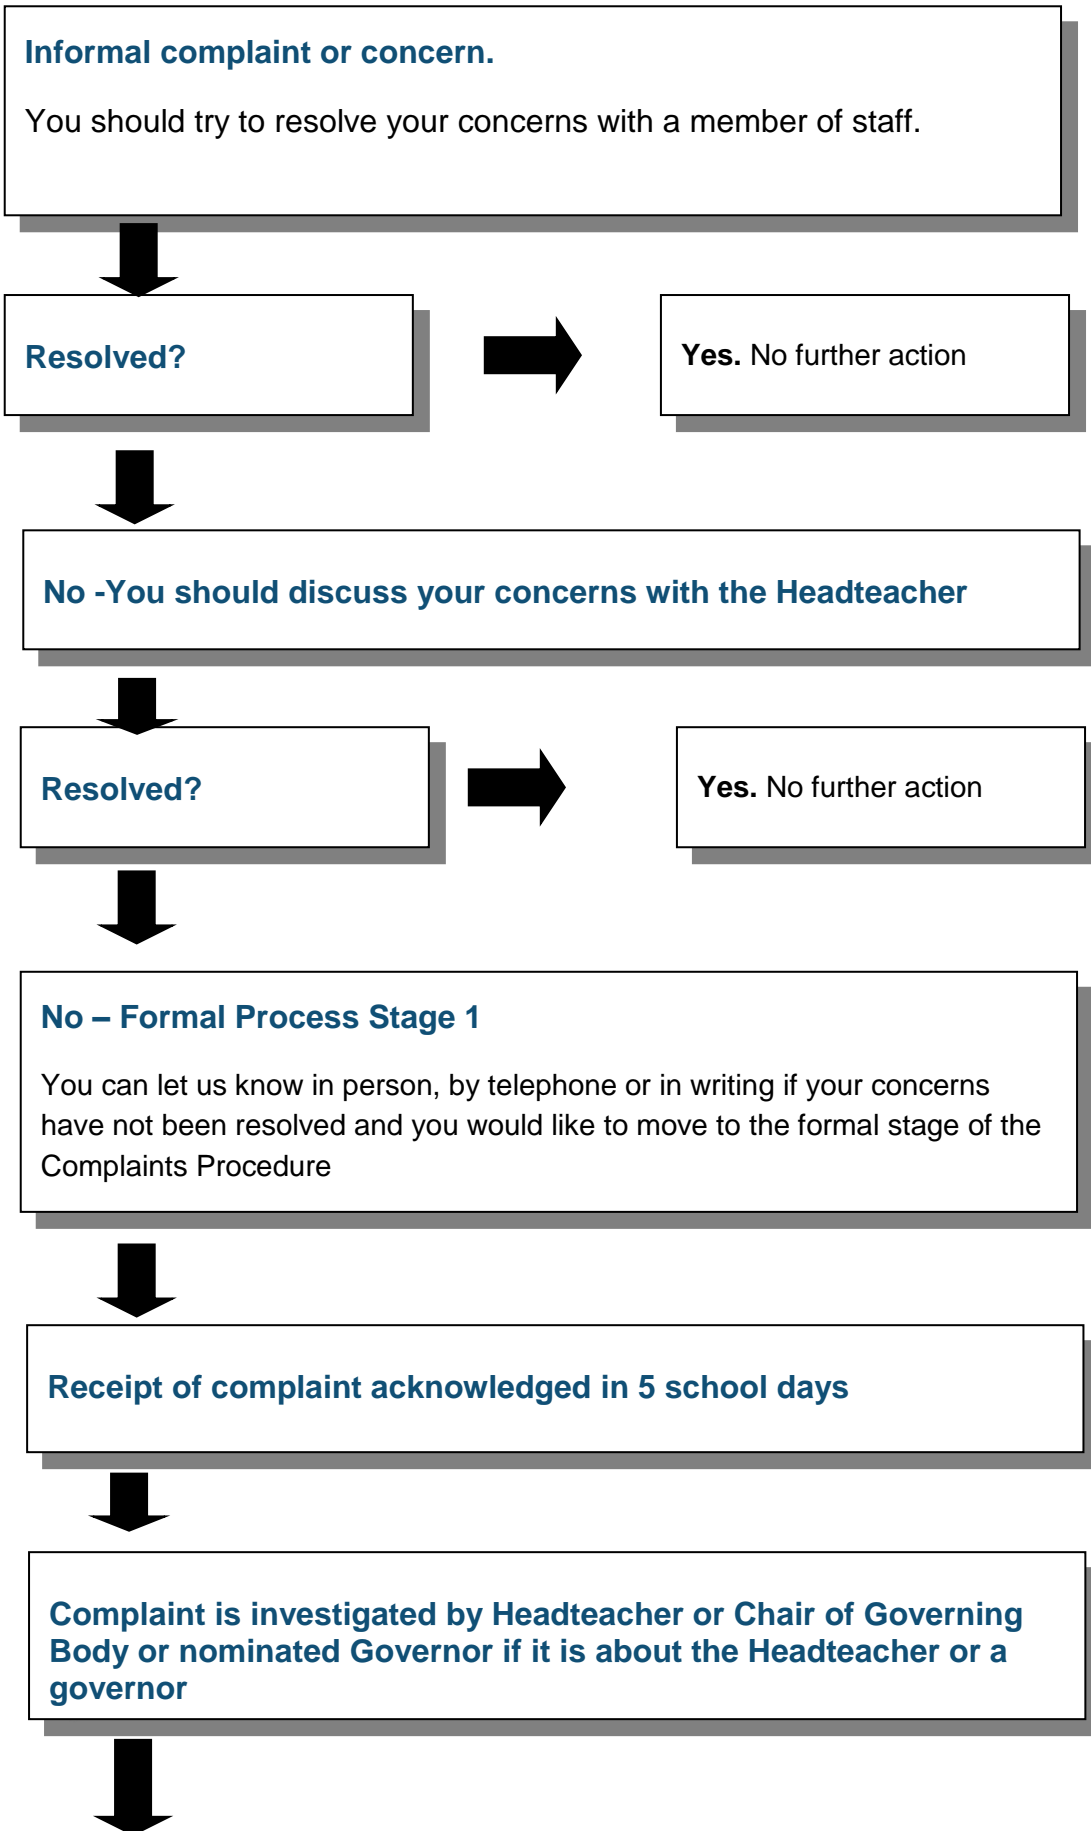 Informal complaint or concern.
You should try to resolve your concerns with a member of staff.
Resolved?
Yes. No further action
No -You should discuss your concerns with the Headteacher
Resolved?
Yes. No further action
No – Formal Process Stage 1
You can let us know in person, by telephone or in writing if your concerns
have not been resolved and you would like to move to the formal stage of the
Complaints Procedure
Receipt of complaint acknowledged in 5 school days
Complaint is investigated by Headteacher or Chair of Governing
Body or nominated Governor if it is about the Headteacher or a
governor